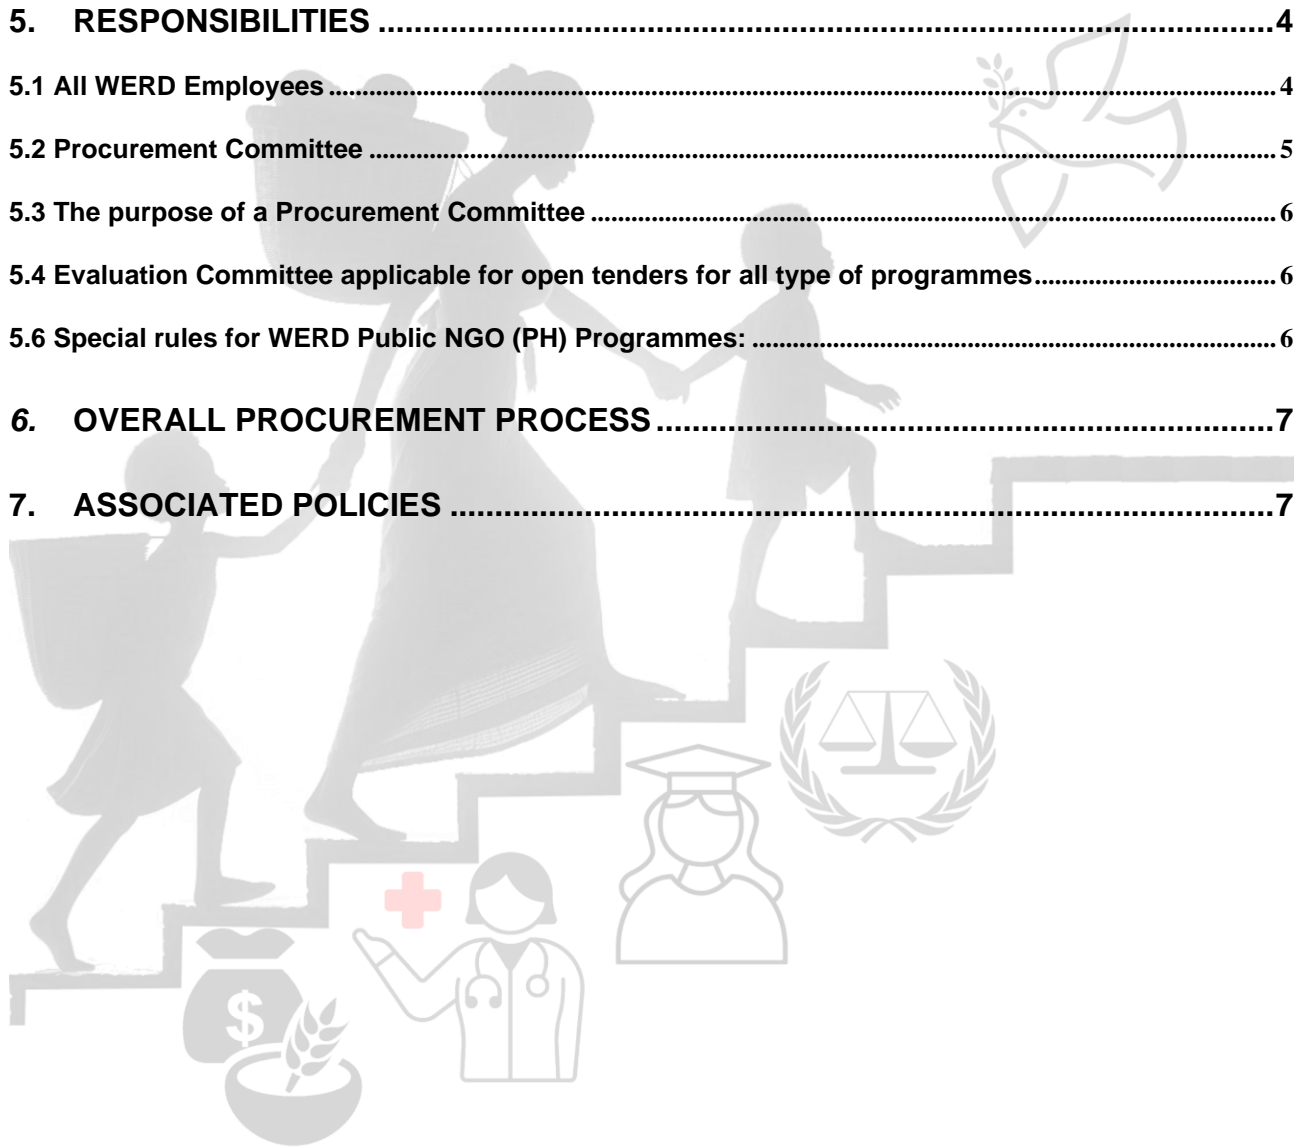 5. RESPONSIBILITIES ........................................................................................................ 4
5.1 All WERD Employees ........................................................................................................ 4
5.2 Procurement Committee ........................................................................................................ 5
5.3 The purpose of a Procurement Committee ........................................................................................................ 6
5.4 Evaluation Committee applicable for open tenders for all type of programmes ........................................ 6
5.6 Special rules for WERD Public NGO (PH) Programmes: ........................................................................ 6
6. OVERALL PROCUREMENT PROCESS ........................................................................ 7
7. ASSOCIATED POLICIES ................................................................................................ 7
$